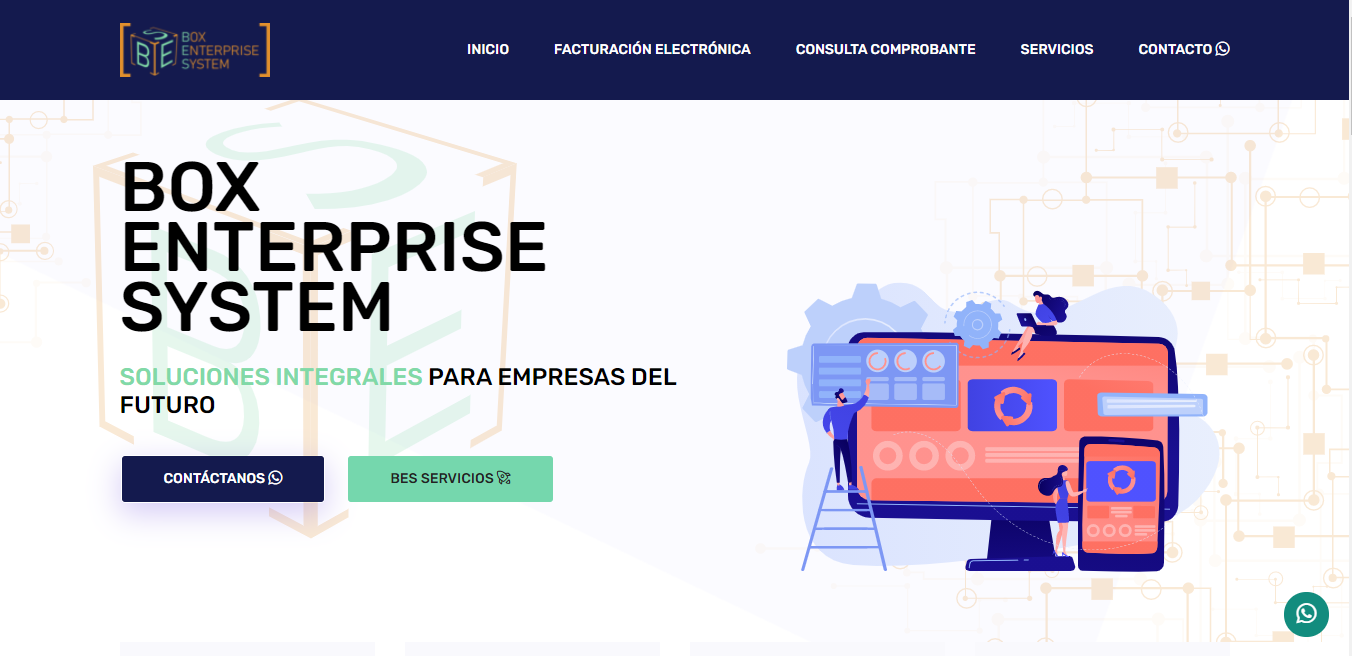 BOX
ENTERPRISE
SYSTEM
INICIO
FACTURACIÓN ELECTRÓNICA
CONSULTA COMPROBANTE
SERVICIOS
CONTACTO
BOX
ENTERPRISE
SYSTEM
SOLUCIONES INTEGRALES PARA EMPRESAS DEL
FUTURO
CONTÁCTANOS
BES SERVICIOS